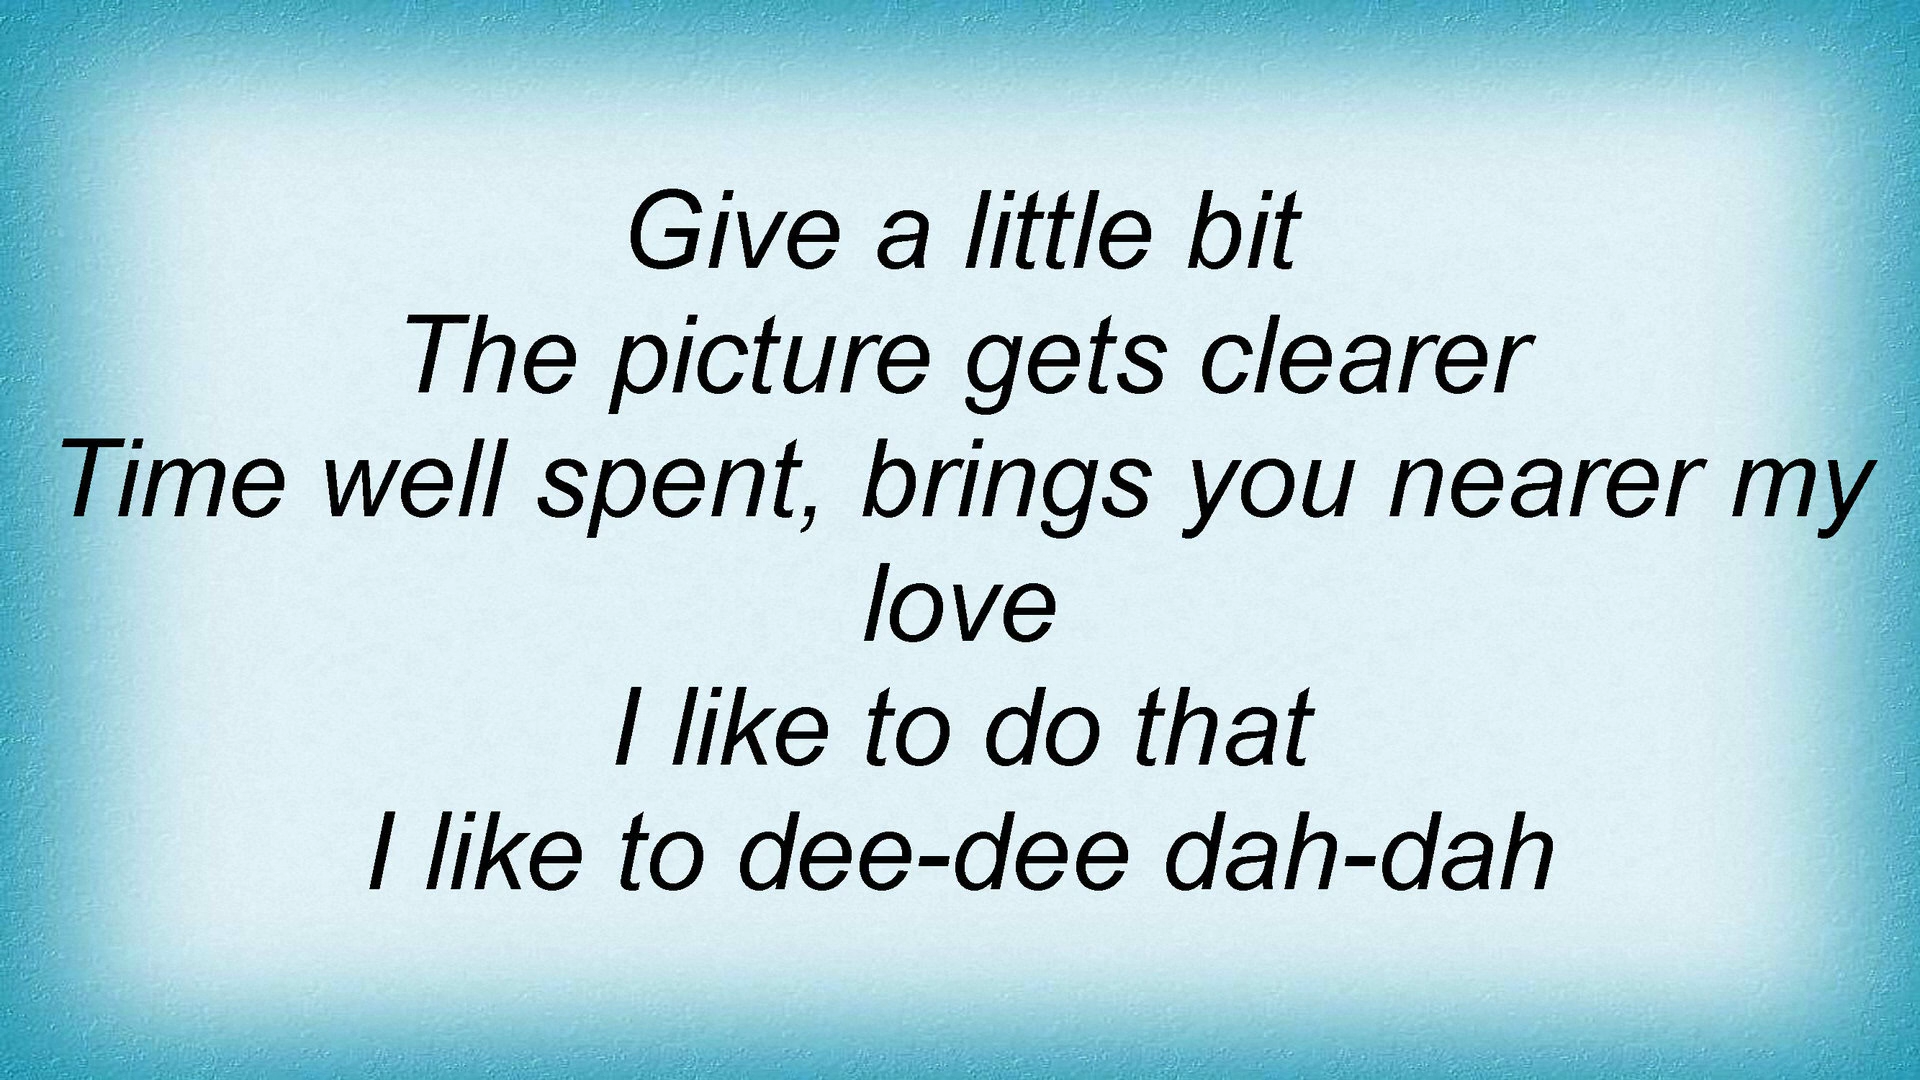 Give a little bit
The picture gets clearer
Time well spent, brings you nearer my
love
I like to do that
I like to dee-dee dah-dah